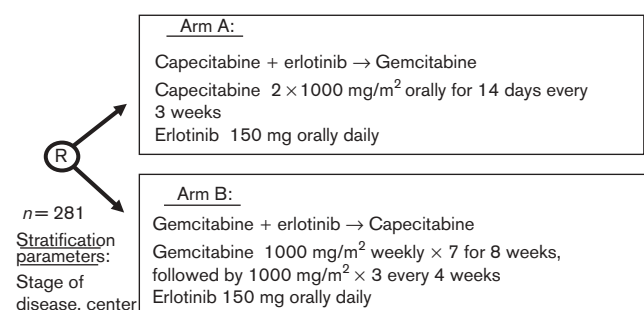 Arm A:
Capecitabine + erlotinib → Gemcitabine
Capecitabine 2 × 1000 mg/m² orally for 14 days every
3 weeks
Erlotinib 150 mg orally daily
R
n = 281
Stratification
parameters:
Stage of
disease, center
Arm B:
Gemcitabine + erlotinib → Capecitabine
Gemcitabine 1000 mg/m² weekly × 7 for 8 weeks,
followed by 1000 mg/m² × 3 every 4 weeks
Erlotinib 150 mg orally daily